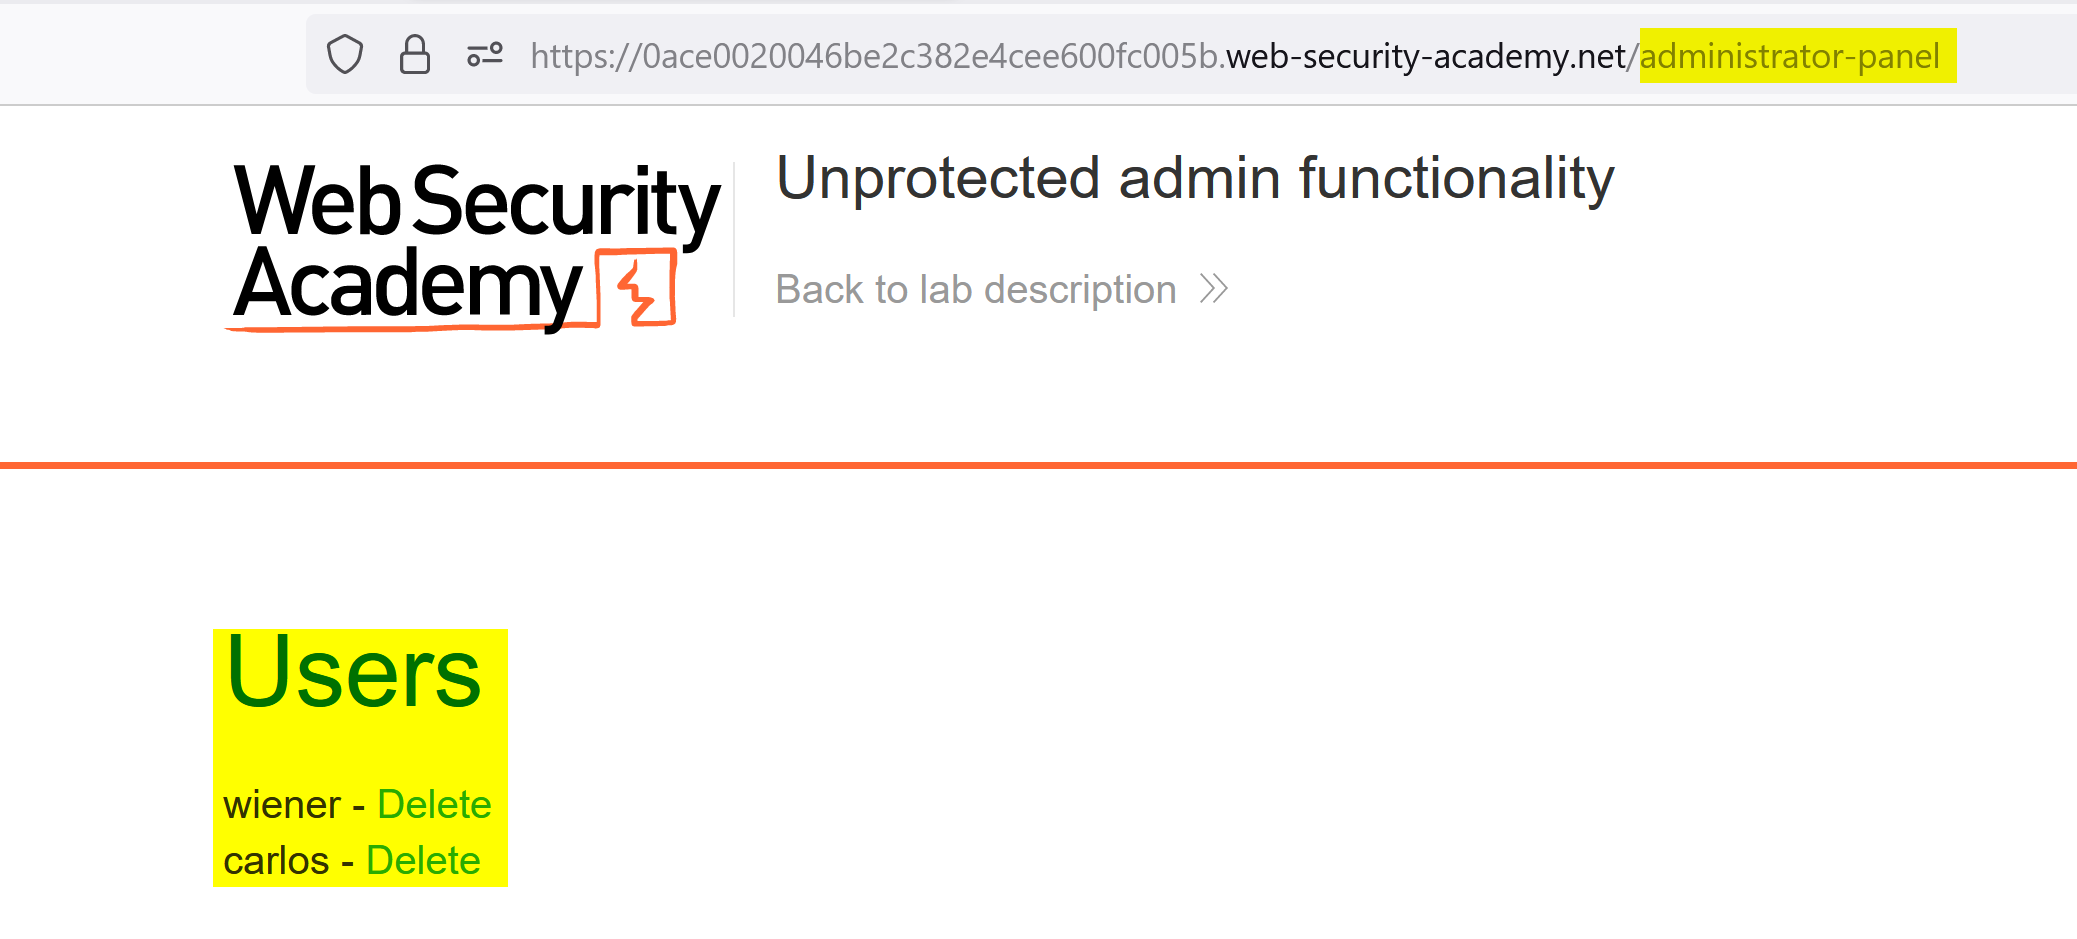 https://0ace0020046be2c382e4cee600fc005b.web-security-academy.net/administrator-panel
Web Security
Academy
Unprotected admin functionality
Back to lab description
Users
wiener - Delete
carlos - Delete